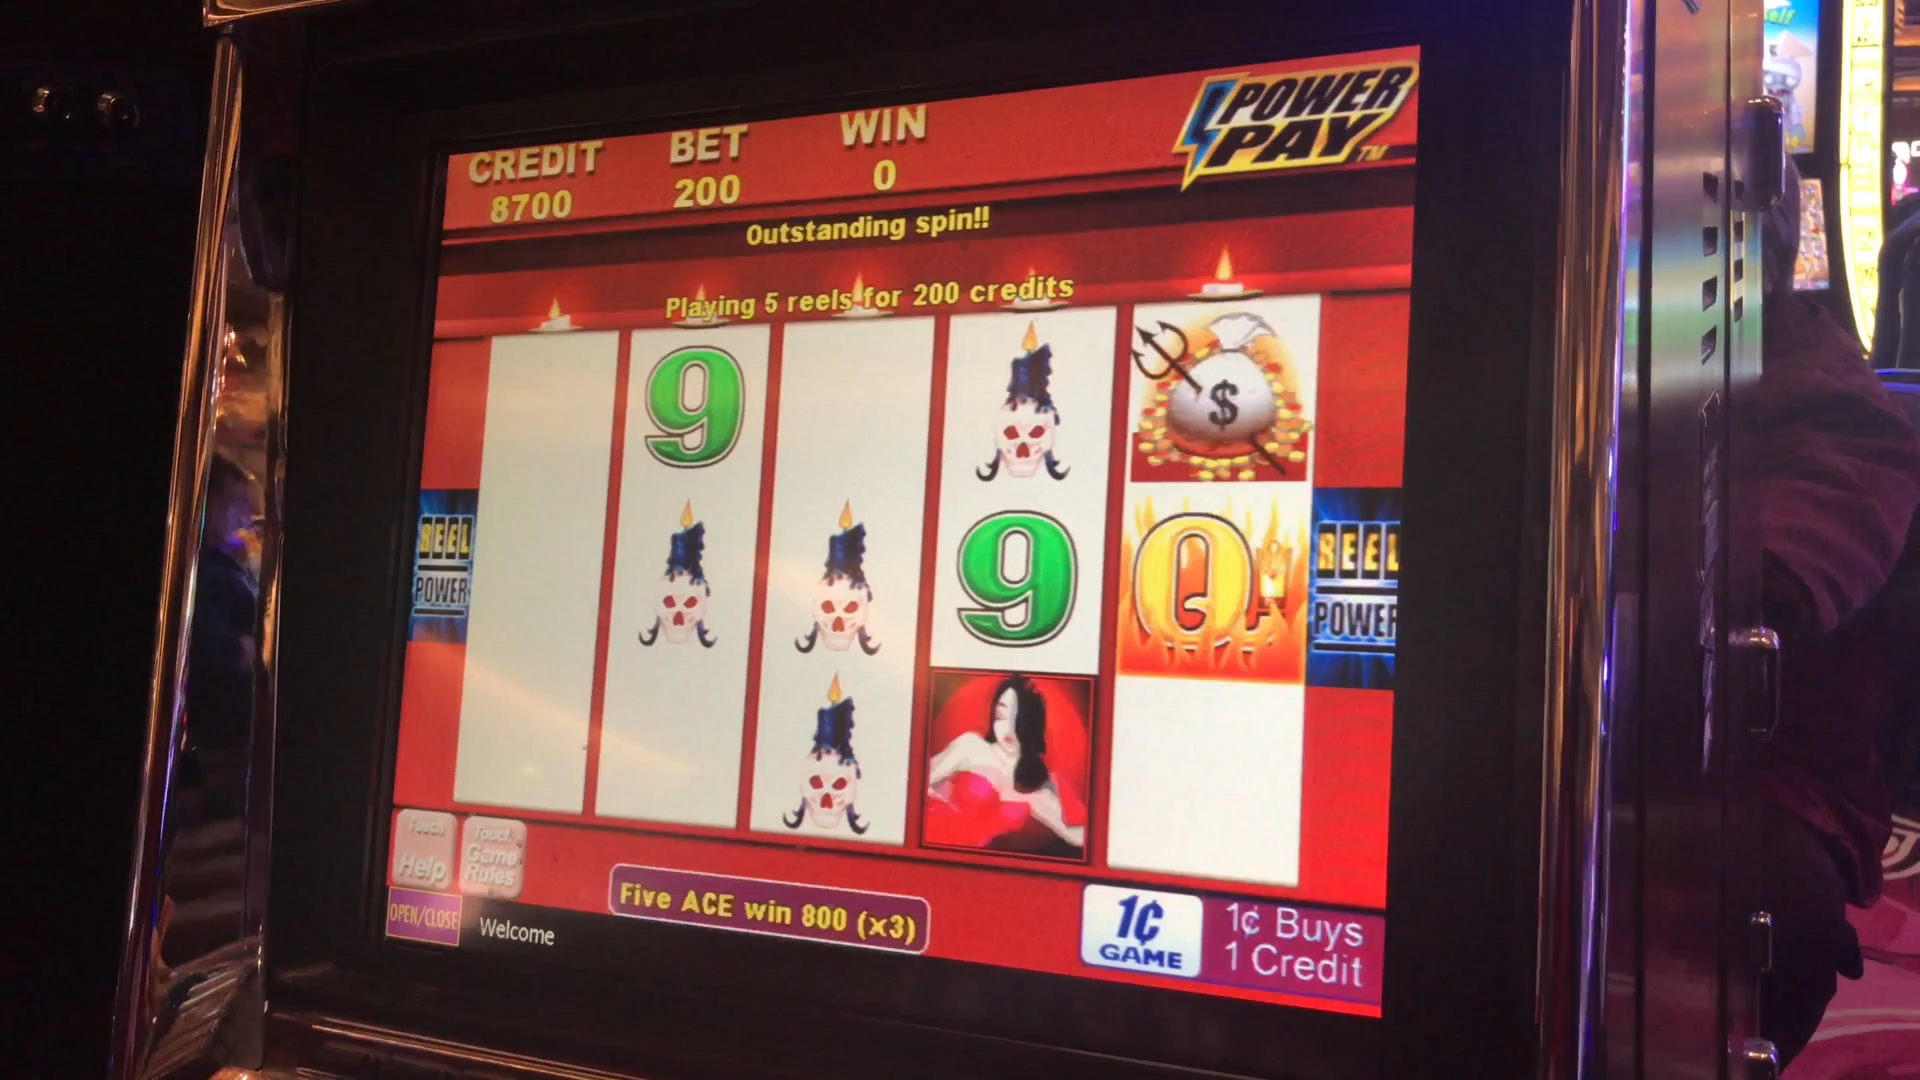 CREDIT BET WIN
8700 200 0
POWER
PAY TM
Outstanding spin!!
Playing 5 reels for 200 credits
9
$
9
Q
REEL
POWER
REEL
POWER
Touch
Help
Touch
Game
Rules
OPEN/CLOSE
Welcome
Five ACE win 800 (x3)
1¢
GAME
1¢ Buys
1 Credit